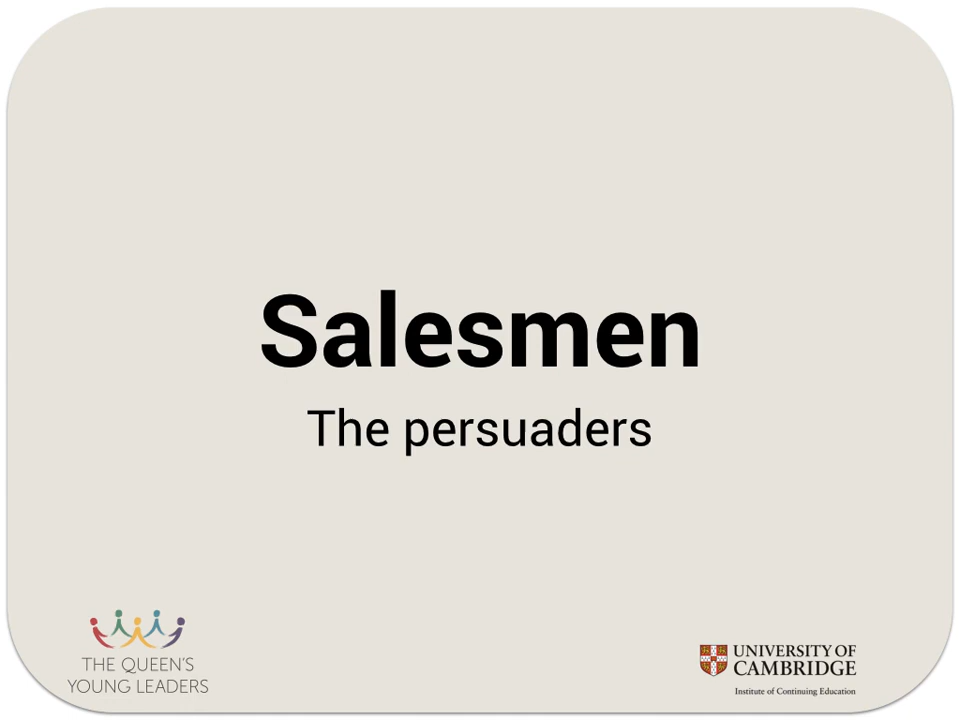 Salesmen
The persuaders
THE QUEEN'S
YOUNG LEADERS
UNIVERSITY OF
CAMBRIDGE
Institute of Continuing Education